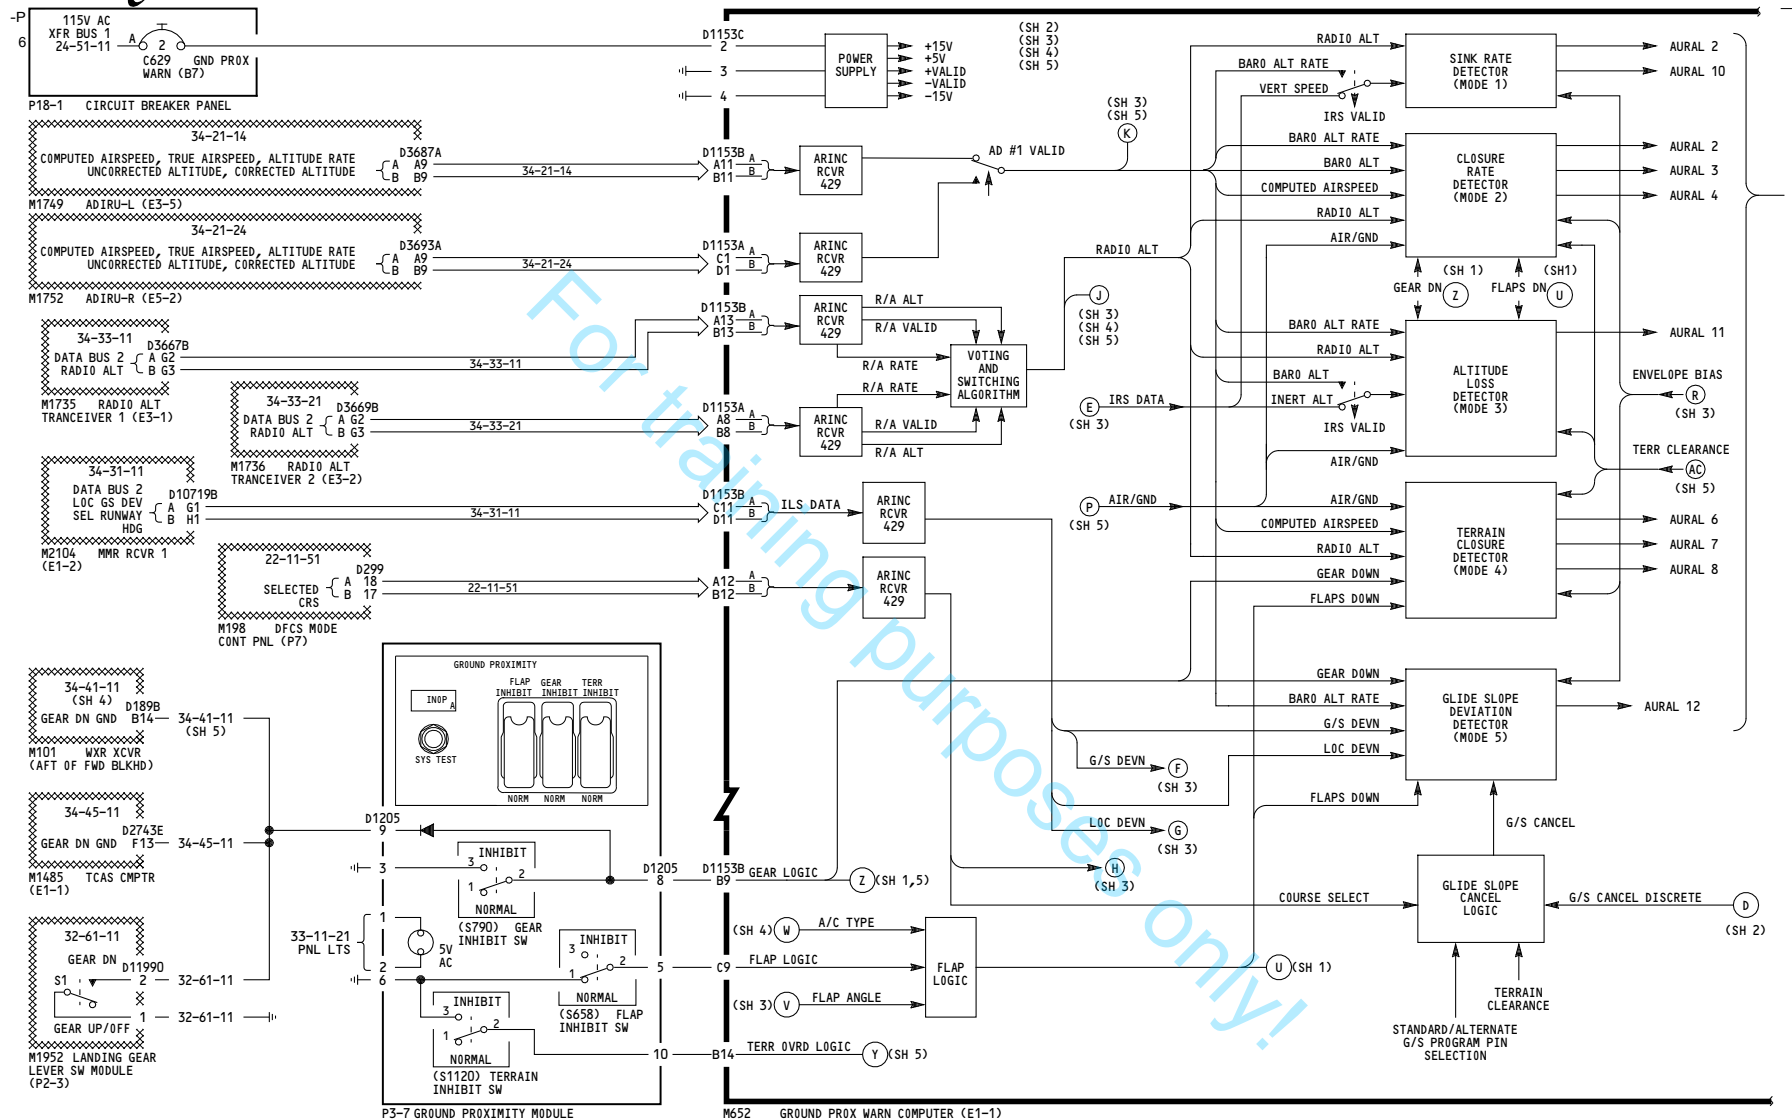 -P
6
115V AC
XFR BUS 1
24-51-11
A
2
C629 GND PROX
WARN (B7)
P18-1 CIRCUIT BREAKER PANEL
34-21-14
COMPUTED AIRSPEED, TRUE AIRSPEED, ALTITUDE RATE
UNCORRECTED ALTITUDE, CORRECTED ALTITUDE
D3687A
A A9
B B9
34-21-14
M1749 ADIRU-L (E3-5)
34-21-24
COMPUTED AIRSPEED, TRUE AIRSPEED, ALTITUDE RATE
UNCORRECTED ALTITUDE, CORRECTED ALTITUDE
D3693A
A A9
B B9
34-21-24
M1752 ADIRU-R (E5-2)
34-33-11
DATA BUS 2
RADIO ALT
D3667B
A G2
B G3
34-33-11
M1735 RADIO ALT
TRANCEIVER 1 (E3-1)
34-33-21
DATA BUS 2
RADIO ALT
D3669B
A G2
B G3
34-33-21
M1736 RADIO ALT
TRANCEIVER 2 (E3-2)
34-31-11
DATA BUS 2
LOC GS DEV
SEL RUNWAY
HDG
D10719B
A G1
B H1
34-31-11
M2104 MMR RCVR 1
(E1-2)
22-11-51
SELECTED
CRS
D299
A 18
B 17
22-11-51
M198 DFCS MODE
CONT PNL (P7)
34-41-11
(SH 4)
GEAR DN GND
D189B
B14
34-41-11
(SH 5)
M101 WXR XCVR
(AFT OF FWD BLKHD)
34-45-11
GEAR DN GND
D2743E
F13
34-45-11
M1485 TCAS CMPTR
(E1-1)
32-61-11
GEAR DN
S1
D11990
2
32-61-11
1
32-61-11
GEAR UP/OFF
M1952 LANDING GEAR
LEVER SW MODULE
(P2-3)
GROUND PROXIMITY
INOP
A
SYS TEST
FLAP INHIBIT
GEAR INHIBIT
TERR INHIBIT
NORM NORM NORM
D1205
9
3
INHIBIT
3
1
2
NORMAL
(S790) GEAR
INHIBIT SW
33-11-21
PNL LTS
1
2
6
5V
AC
INHIBIT
3
1
2
NORMAL
(S658) FLAP
INHIBIT SW
INHIBIT
3
1
2
NORMAL
(S1120) TERRAIN
INHIBIT SW
D1205
8
5
10
P3-7 GROUND PROXIMITY MODULE
D1153C
2
3
4
POWER
SUPPLY
+15V
+5V
+VALID
-VALID
-15V
(SH 2)
(SH 3)
(SH 4)
(SH 5)
D1153B
A11 A
B11 B
ARINC
RCVR
429
AD #1 VALID
(SH 3)
(SH 5)
K
D1153A
C1 A
D1 B
ARINC
RCVR
429
D1153B
A13 A
B13 B
ARINC
RCVR
429
R/A ALT
R/A VALID
R/A RATE
VOTING
AND
SWITCHING
ALGORITHM
D1153A
A8 A
B8 B
ARINC
RCVR
429
R/A RATE
R/A VALID
R/A ALT
RADIO ALT
J
(SH 3)
(SH 4)
(SH 5)
E
(SH 3)
IRS DATA
D1153B
C11 A
D11 B
ILS DATA
ARINC
RCVR
429
P
(SH 5)
AIR/GND
A12 A
B12 B
ARINC
RCVR
429
G/S DEVN
F
(SH 3)
LOC DEVN
G
(SH 3)
H
(SH 3)
D1153B
B9
GEAR LOGIC
Z
(SH 1,5)
(SH 4)
W
A/C TYPE
C9
FLAP LOGIC
(SH 3)
V
FLAP ANGLE
FLAP
LOGIC
U
(SH 1)
B14
TERR OVRD LOGIC
Y
(SH 5)
M652 GROUND PROX WARN COMPUTER (E1-1)
RADIO ALT
BARO ALT RATE
VERT SPEED
IRS VALID
SINK RATE
DETECTOR
(MODE 1)
AURAL 2
AURAL 10
BARO ALT RATE
BARO ALT
COMPUTED AIRSPEED
RADIO ALT
AIR/GND
CLOSURE
RATE
DETECTOR
(MODE 2)
AURAL 2
AURAL 3
AURAL 4
(SH 1)
GEAR DN
Z
(SH1)
FLAPS DN
U
BARO ALT RATE
RADIO ALT
BARO ALT
INERT ALT
IRS VALID
AIR/GND
ALTITUDE
LOSS
DETECTOR
(MODE 3)
AURAL 11
ENVELOPE BIAS
R
(SH 3)
TERR CLEARANCE
AC
(SH 5)
AIR/GND
COMPUTED AIRSPEED
RADIO ALT
GEAR DOWN
FLAPS DOWN
TERRAIN
CLOSURE
DETECTOR
(MODE 4)
AURAL 6
AURAL 7
AURAL 8
GEAR DOWN
BARO ALT RATE
G/S DEVN
LOC DEVN
FLAPS DOWN
GLIDE SLOPE
DEVIATION
DETECTOR
(MODE 5)
AURAL 12
G/S CANCEL
COURSE SELECT
GLIDE SLOPE
CANCEL
LOGIC
G/S CANCEL DISCRETE
D
(SH 2)
TERRAIN
CLEARANCE
STANDARD/ALTERNATE
G/S PROGRAM PIN
SELECTION
For training purposes only!